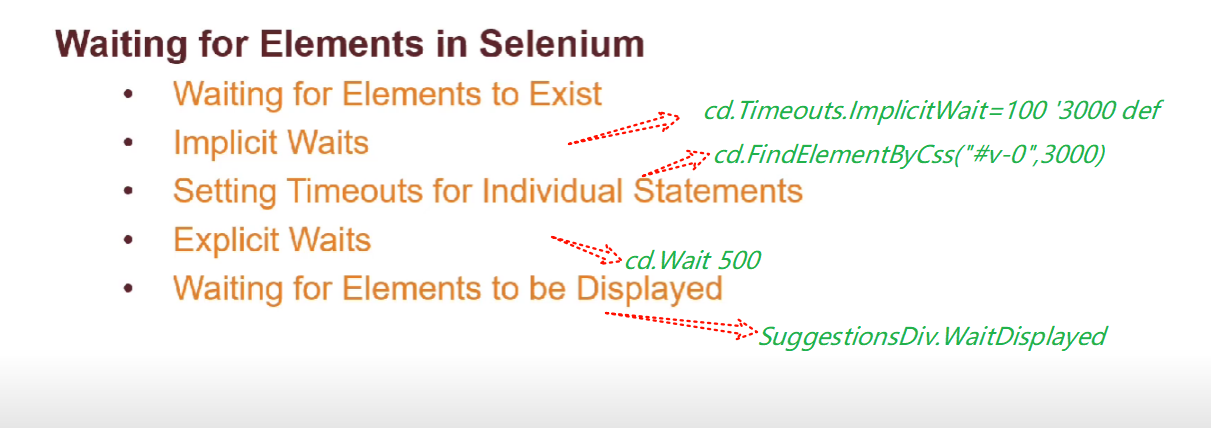 Waiting for Elements in Selenium
• Waiting for Elements to Exist
cd.Timeouts.ImplicitWait=100 '3000 def
• Implicit Waits
cd.FindElementByCss("#v-0",3000)
• Setting Timeouts for Individual Statements
• Explicit Waits
cd.Wait 500
• Waiting for Elements to be Displayed
SuggestionsDiv.WaitDisplayed